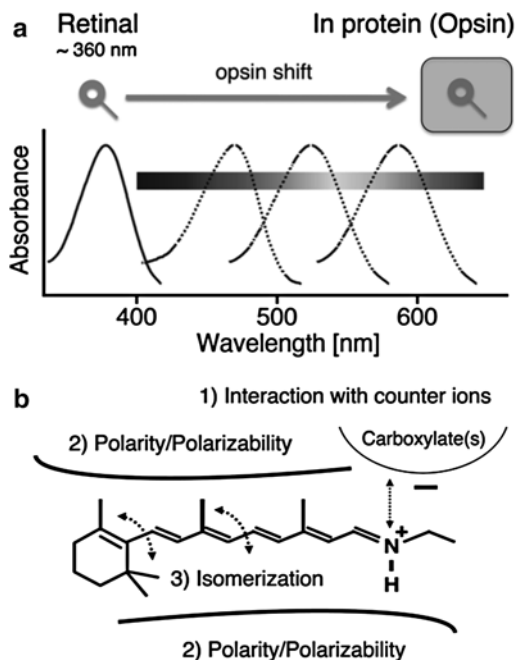 a
Retinal
~ 360 nm
In protein (Opsin)
opsin shift
Absorbance
400 500 600
Wavelength [nm]
b
1) Interaction with counter ions
2) Polarity/Polarizability
Carboxylate(s)
−
+
N
H
3) Isomerization
2) Polarity/Polarizability